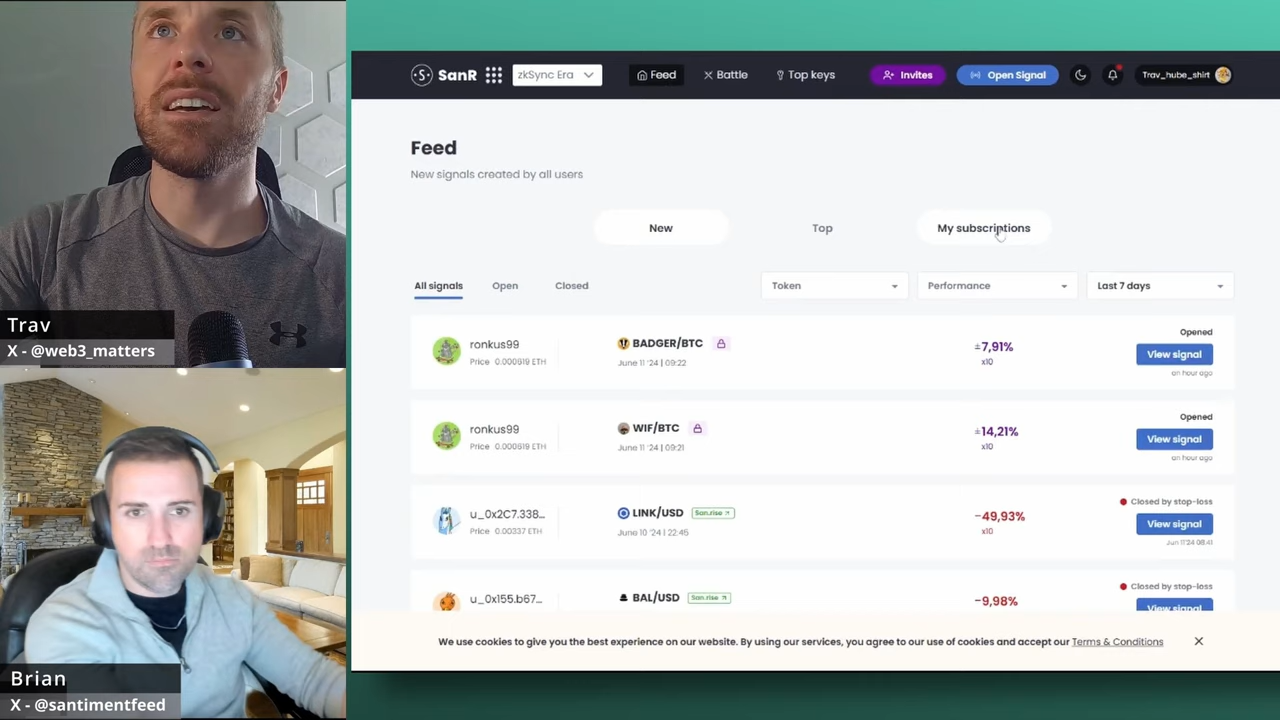 Trav
X - @web3_matters
Brian
X - @santimentfeed
SanR
zkSync Era
Feed
Battle
Top keys
Invites
Open Signal
Trav_hube_shirt
Feed
New signals created by all users
New
Top
My subscriptions
All signals
Open
Closed
Token
Performance
Last 7 days
ronkus99
Price 0.000619 ETH
BADGER/BTC
June 11 '24 | 09:22
±7,91%
x10
Opened
View signal
an hour ago
ronkus99
Price 0.000619 ETH
WIF/BTC
June 11 '24 | 09:21
±14,21%
x10
Opened
View signal
an hour ago
u_0x2C7.338...
Price 0.00337 ETH
LINK/USD
San.rise
June 10 '24 | 22:45
-49,93%
x10
Closed by stop-loss
View signal
Jun 11'24 08:41
u_0x155.b67...
BAL/USD
San.rise
-9,98%
Closed by stop-loss
View signal
We use cookies to give you the best experience on our website. By using our services, you agree to our use of cookies and accept our Terms & Conditions